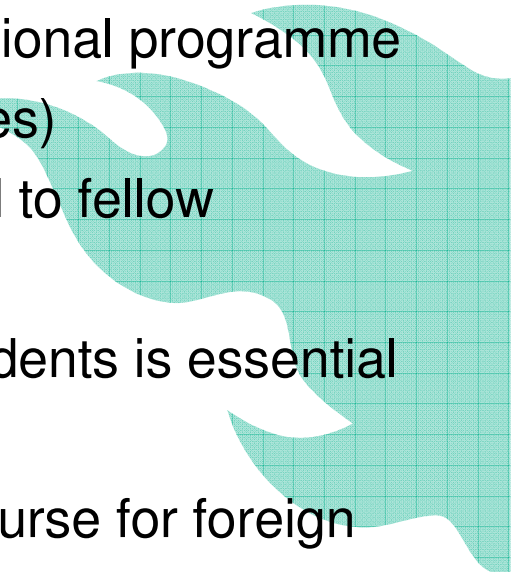 ional programme
es)
to fellow
dents is essential
urse for foreign